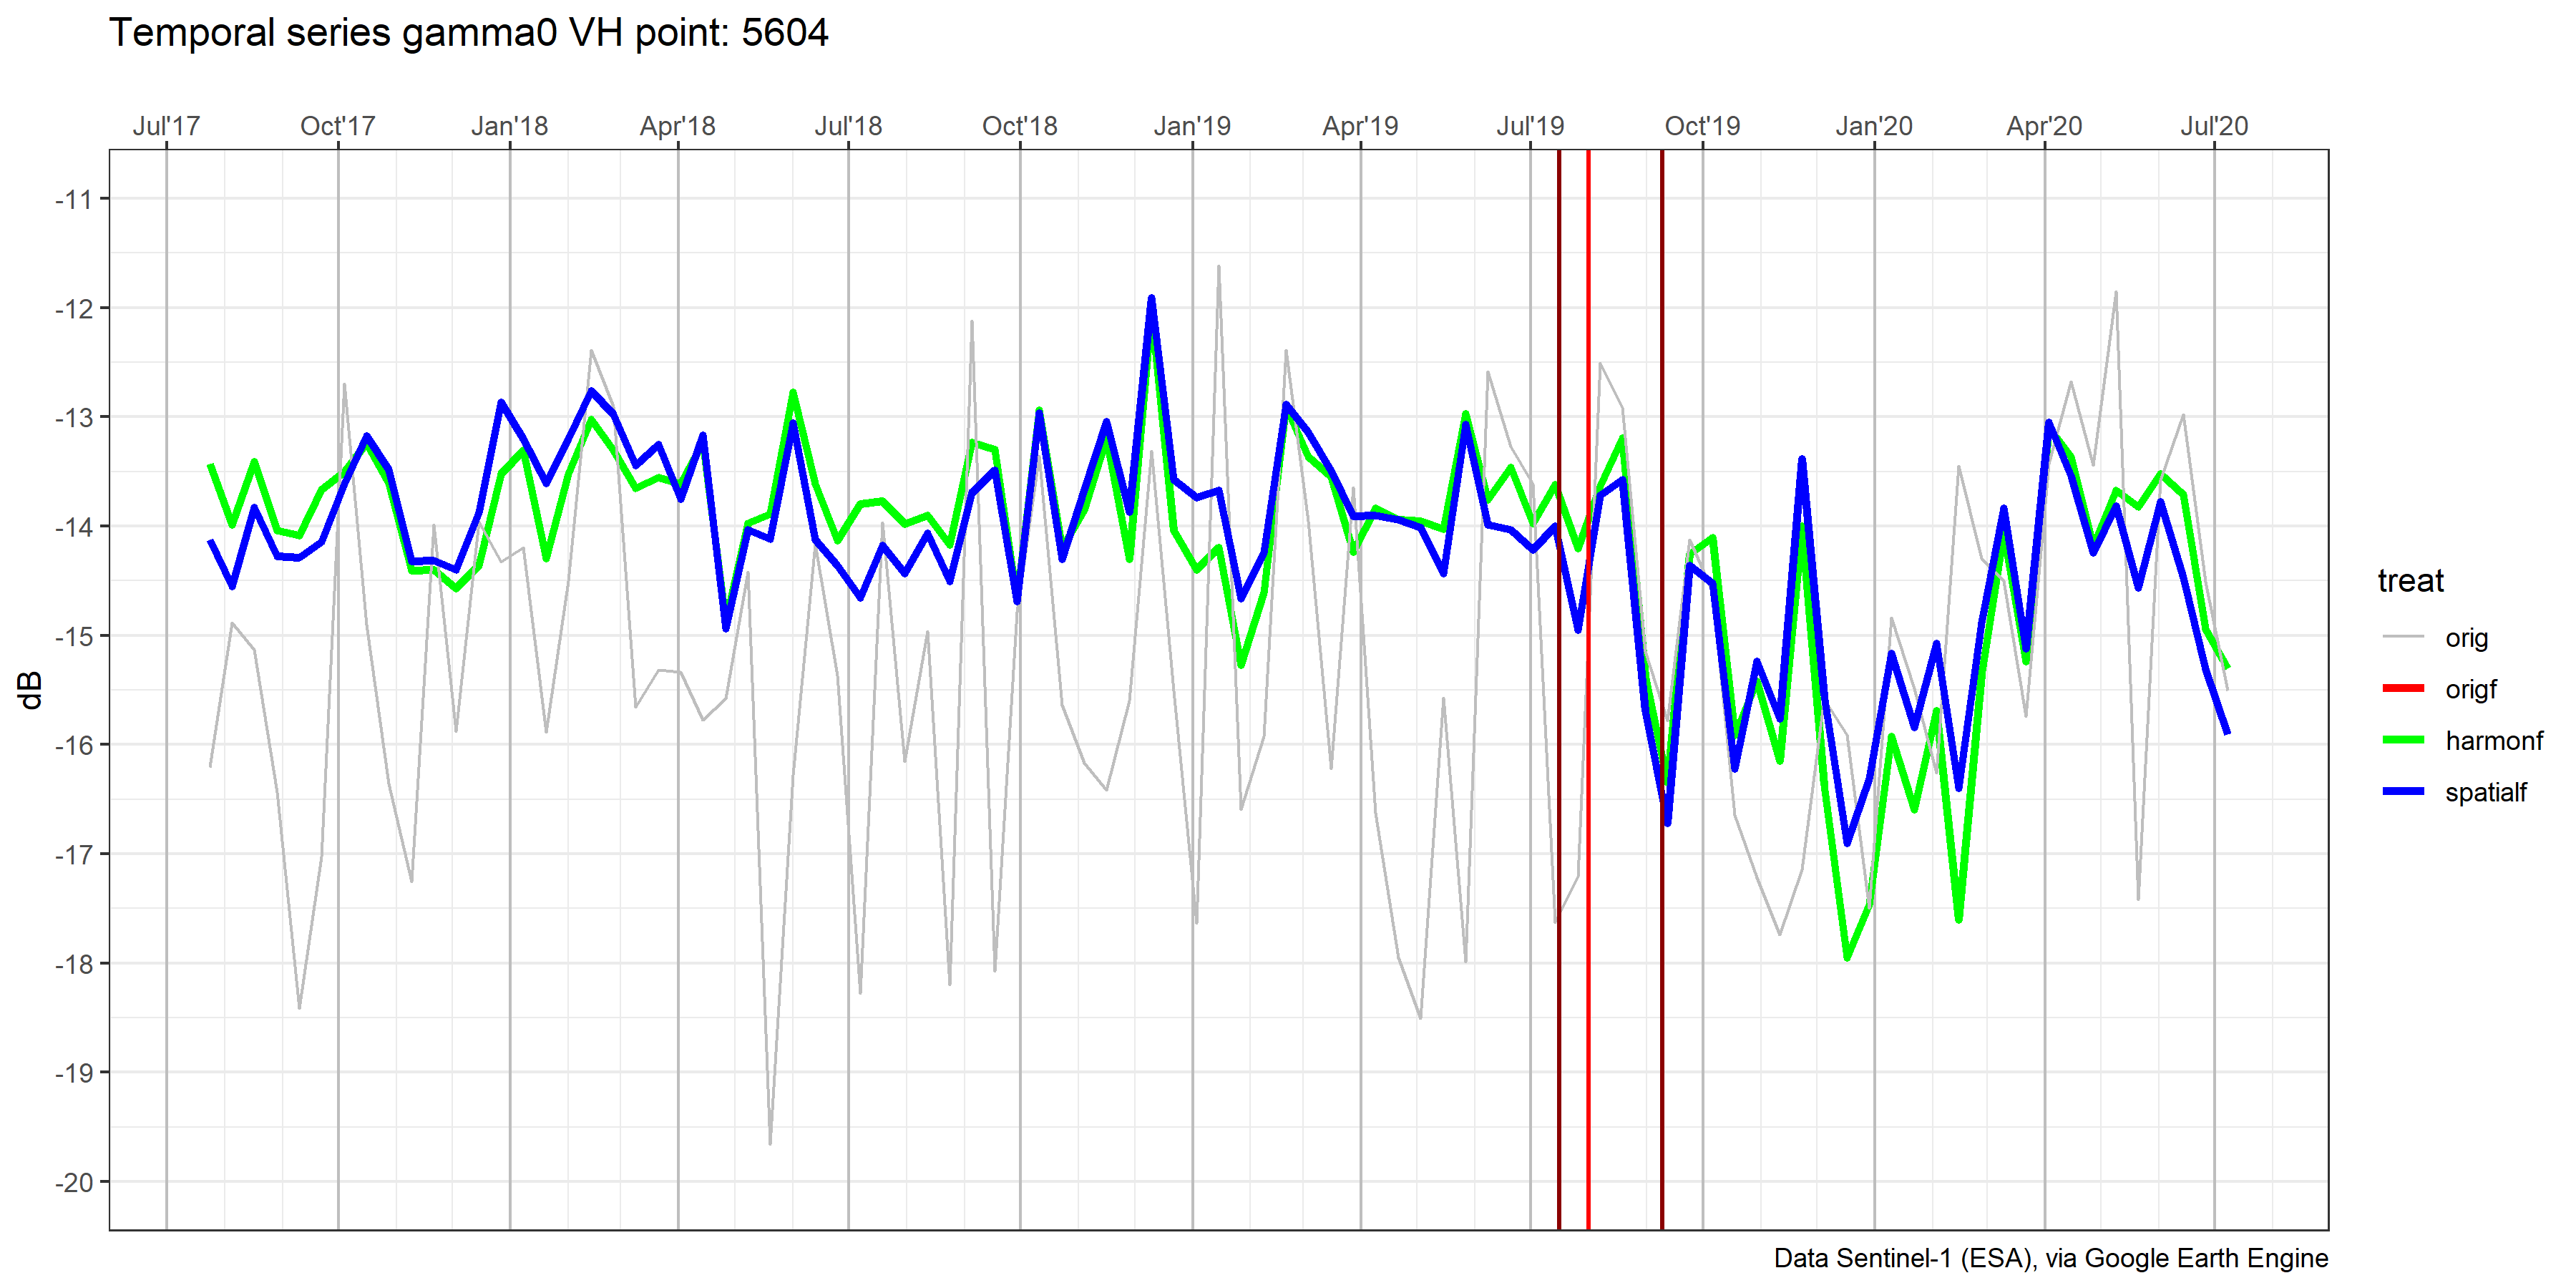 Temporal series gamma0 VH point: 5604
Jul'17 Oct'17 Jan'18 Apr'18 Jul'18 Oct'18 Jan'19 Apr'19 Jul'19 Oct'19 Jan'20 Apr'20 Jul'20
-11
-12
-13
-14
-15
-16
-17
-18
-19
-20
dB
treat
orig
origf
harmonf
spatialf
Data Sentinel-1 (ESA), via Google Earth Engine